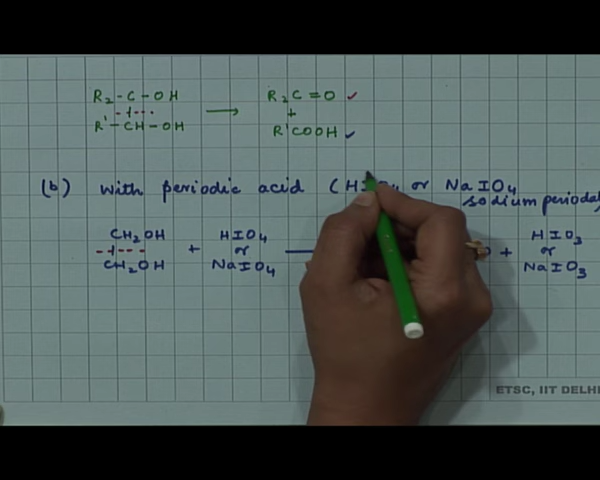 R₂-C-OH → R₂C=O ✓
+
R'-CH-OH R'COOH ✓
(b) with periodic acid (HIO₄ or NaIO₄
sodium periodat
CH₂OH HIO₄ HIO₃
+ or + or
CH₂OH NaIO₄ NaIO₃
ETSC, IIT DELHI